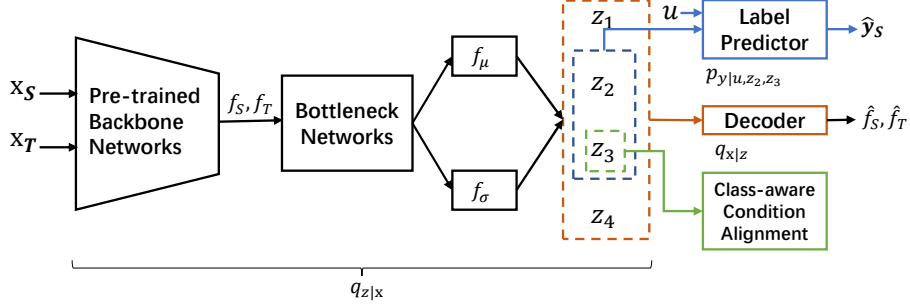 x_S
x_T
Pre-trained
Backbone
Networks
f_S, f_T
Bottleneck
Networks
f_μ
f_σ
z_1
z_2
z_3
z_4
u
Label
Predictor
ŷ_S
p_{y|u,z_2,z_3}
Decoder
f̂_S, f̂_T
q_{x|z}
Class-aware
Condition
Alignment
q_{z|x}